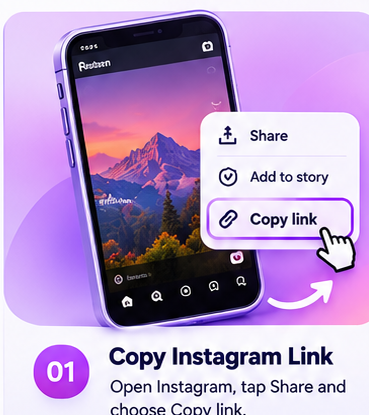 Share
Add to story
Copy link
01
Copy Instagram Link
Open Instagram, tap Share and
choose Copy link.